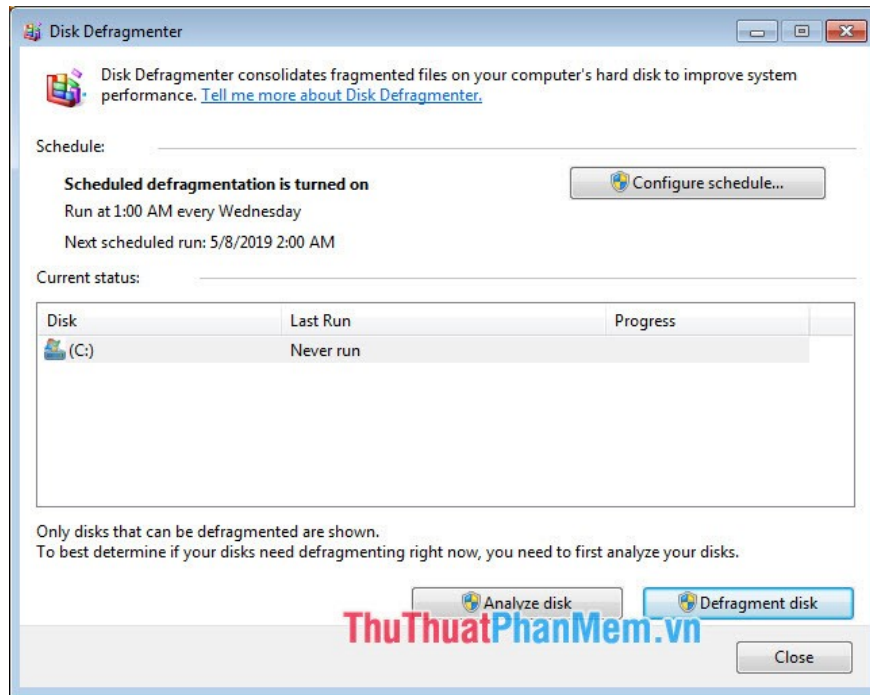 Disk Defragmenter
Disk Defragmenter consolidates fragmented files on your computer's hard disk to improve system
performance. Tell me more about Disk Defragmenter.
Schedule:
Scheduled defragmentation is turned on
Configure schedule...
Run at 1:00 AM every Wednesday
Next scheduled run: 5/8/2019 2:00 AM
Current status:
Disk Last Run Progress
(C:) Never run
Only disks that can be defragmented are shown.
To best determine if your disks need defragmenting right now, you need to first analyze your disks.
Analyze disk Defragment disk
ThuThuatPhanMem.vn
Close